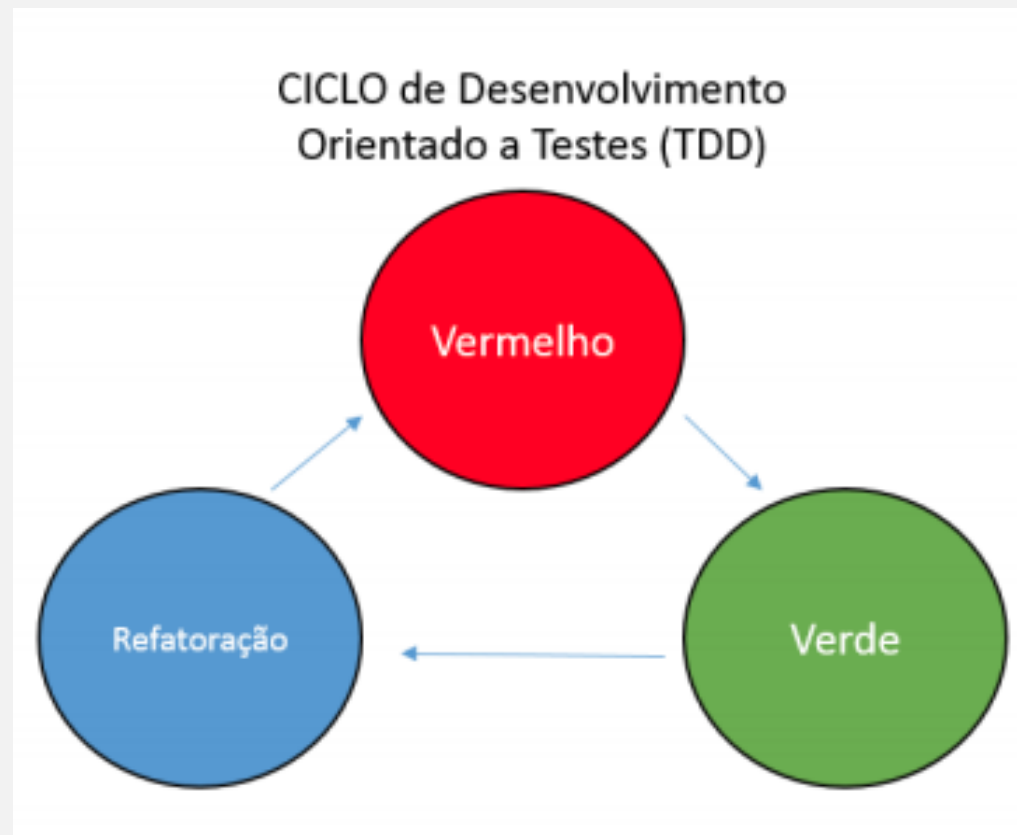 CICLO de Desenvolvimento
Orientado a Testes (TDD)
Vermelho
Refatoração
Verde